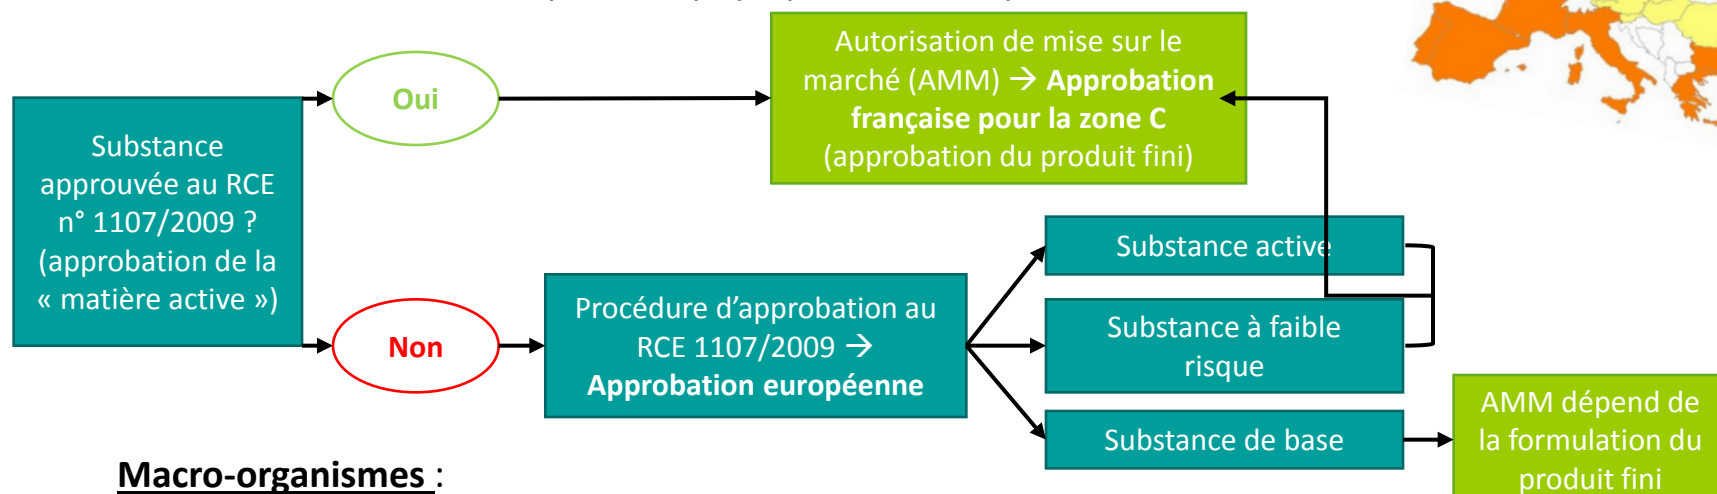 Autorisation de mise sur le
marché (AMM) → Approbation
française pour la zone C
(approbation du produit fini)
Oui
Substance
approuvée au RCE
n° 1107/2009 ?
(approbation de la
« matière active »)
Substance active
Procédure d'approbation au
RCE 1107/2009 →
Approbation européenne
Non
Substance à faible
risque
Substance de base
AMM dépend de
la formulation du
produit fini
Macro-organismes :